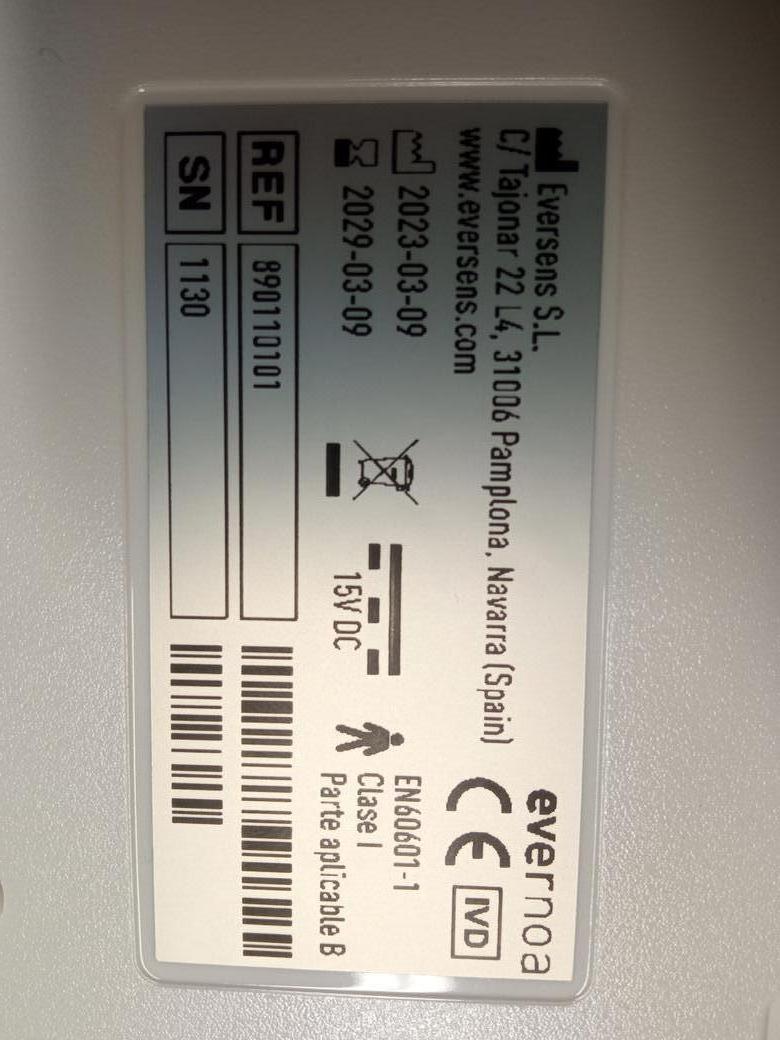 Eversens S.L.
C/ Tajonar 22 L4, 31006 Pamplona, Navarra (Spain)
www.eversens.com
evernoa
CE IVD
2023-03-09
2029-03-09
15V DC
EN60601-1
Clase I
Parte aplicable B
REF 890110101
SN 1130